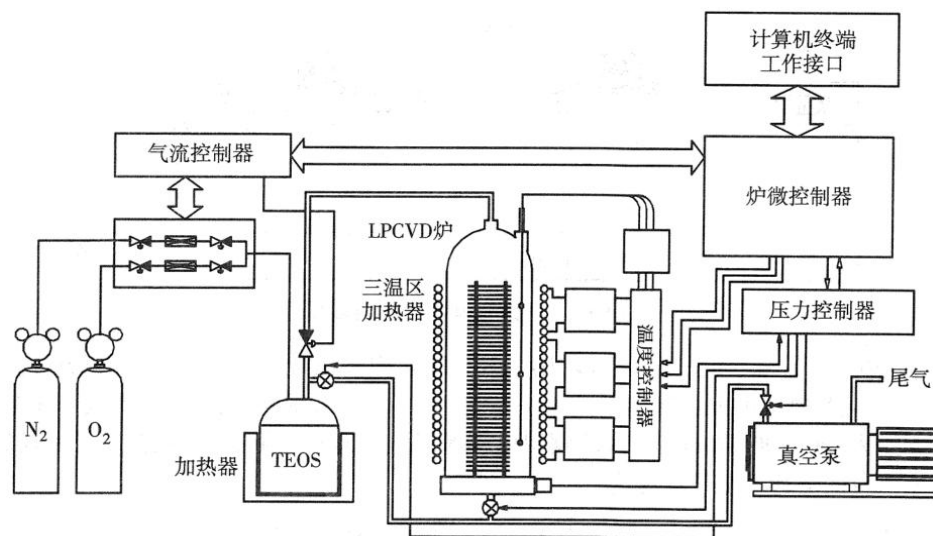 计算机终端
工作接口
气流控制器
炉微控制器
LPCVD炉
三温区
加热器
温度控制器
压力控制器
尾气
N₂
O₂
加热器
TEOS
真空泵